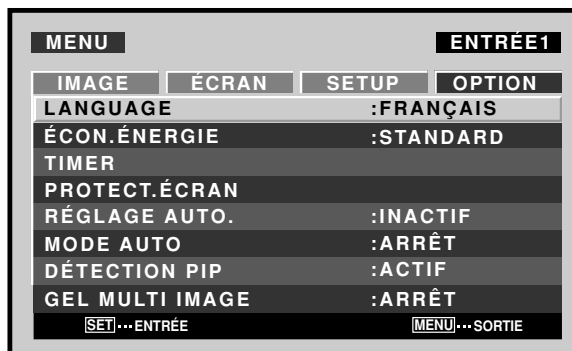 MENU ENTRÉE1
IMAGE ÉCRAN SETUP OPTION
LANGUAGE :FRANÇAIS
ÉCON.ÉNERGIE :STANDARD
TIMER
PROTECT.ÉCRAN
RÉGLAGE AUTO. :INACTIF
MODE AUTO :ARRÊT
DÉTECTION PIP :ACTIF
GEL MULTI IMAGE :ARRÊT
SET···ENTRÉE MENU···SORTIE